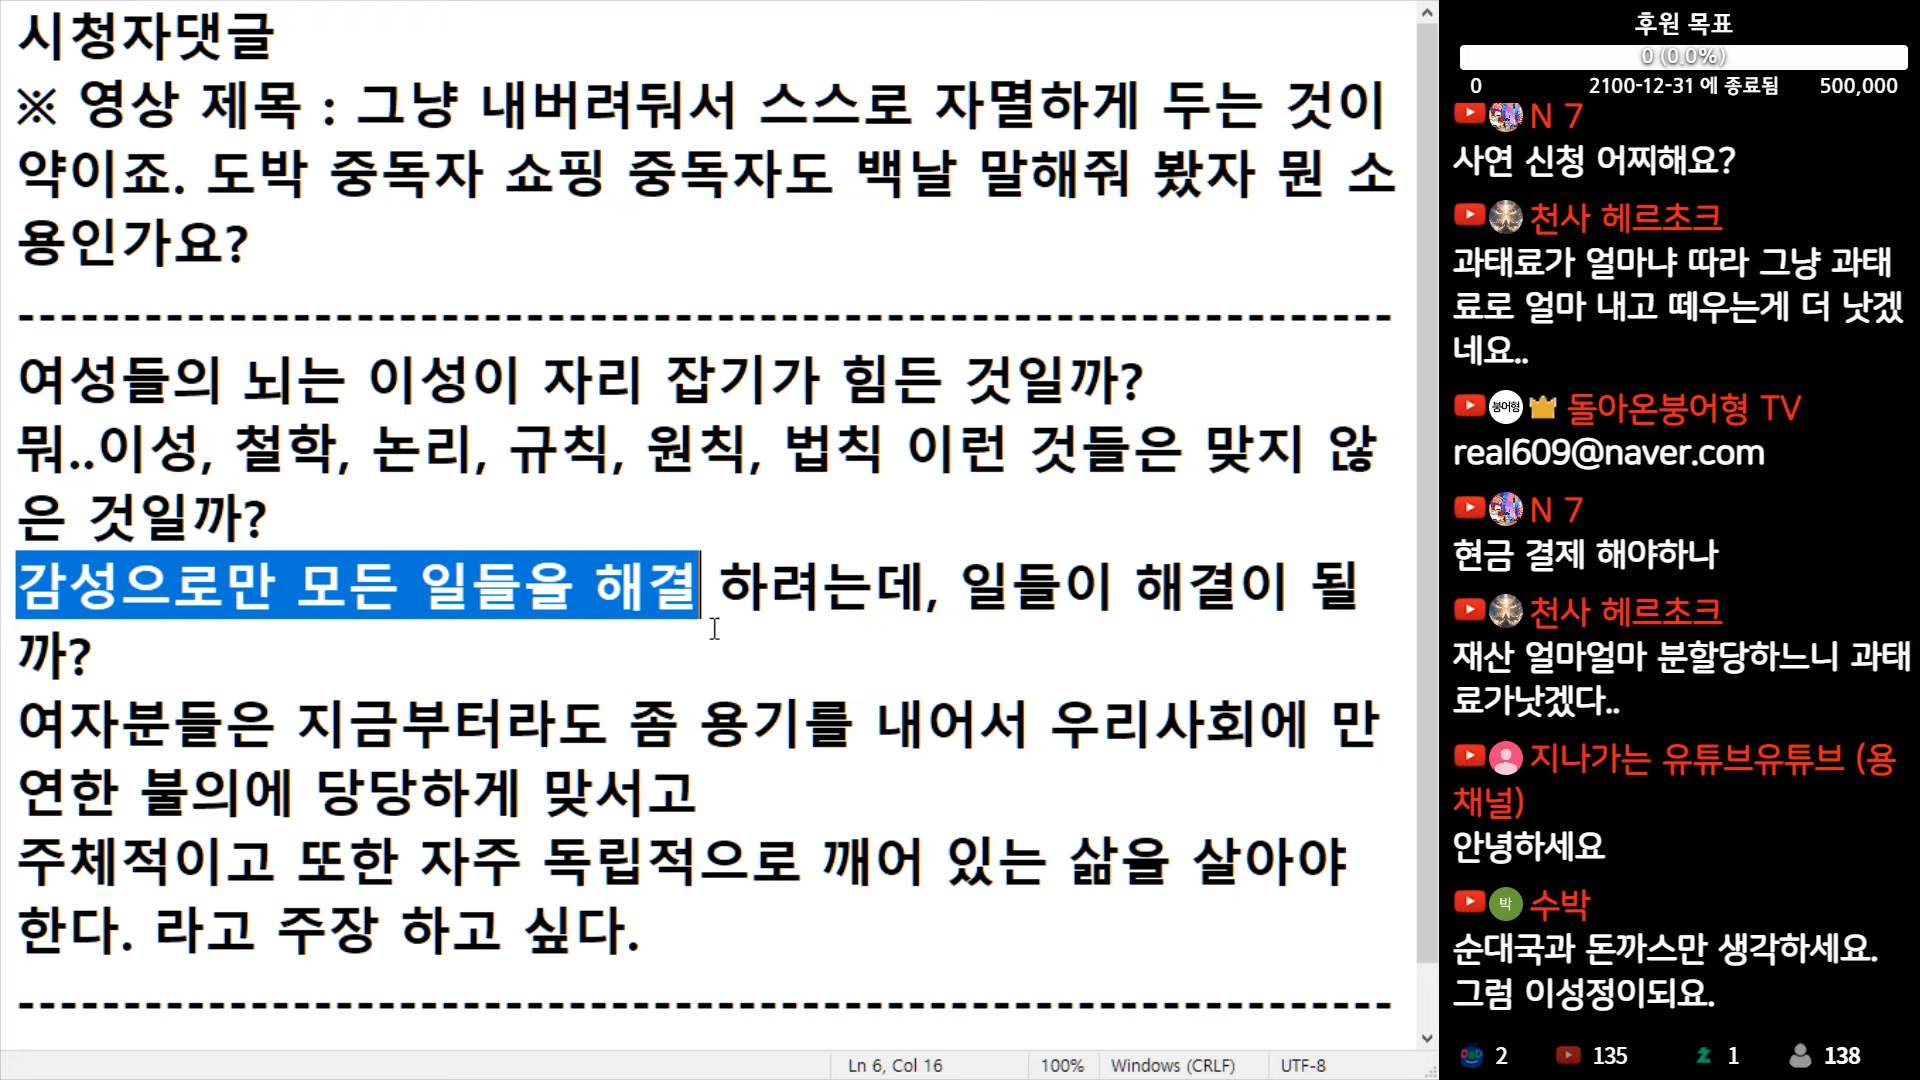 시청자댓글
※ 영상 제목 : 그냥 내버려둬서 스스로 자멸하게 두는 것이
약이죠. 도박 중독자 쇼핑 중독자도 백날 말해줘 봤자 뭔 소
용인가요?
------------------------------------------------------------------
여성들의 뇌는 이성이 자리 잡기가 힘든 것일까?
뭐..이성, 철학, 논리, 규칙, 원칙, 법칙 이런 것들은 맞지 않
은 것일까?
감성으로만 모든 일들을 해결 하려는데, 일들이 해결이 될
까?
여자분들은 지금부터라도 좀 용기를 내어서 우리사회에 만
연한 불의에 당당하게 맞서고
주체적이고 또한 자주 독립적으로 깨어 있는 삶을 살아야
한다. 라고 주장 하고 싶다.
------------------------------------------------------------------
Ln 6, Col 16
100%
Windows (CRLF)
UTF-8
후원 목표
0 (0.0%)
0 2100-12-31 에 종료됨 500,000
N 7
사연 신청 어찌해요?
천사 헤르초크
과태료가 얼마냐 따라 그냥 과태
료로 얼마 내고 떼우는게 더 낫겠
네요..
붕어형 돌아온붕어형 TV
real609@naver.com
N 7
현금 결제 해야하나
천사 헤르초크
재산 얼마얼마 분할당하느니 과태
료가낫겠다..
지나가는 유튜브유튜브 (용
채널)
안녕하세요
박 수박
순대국과 돈까스만 생각하세요.
그럼 이성정이되요.
2 135 1 138